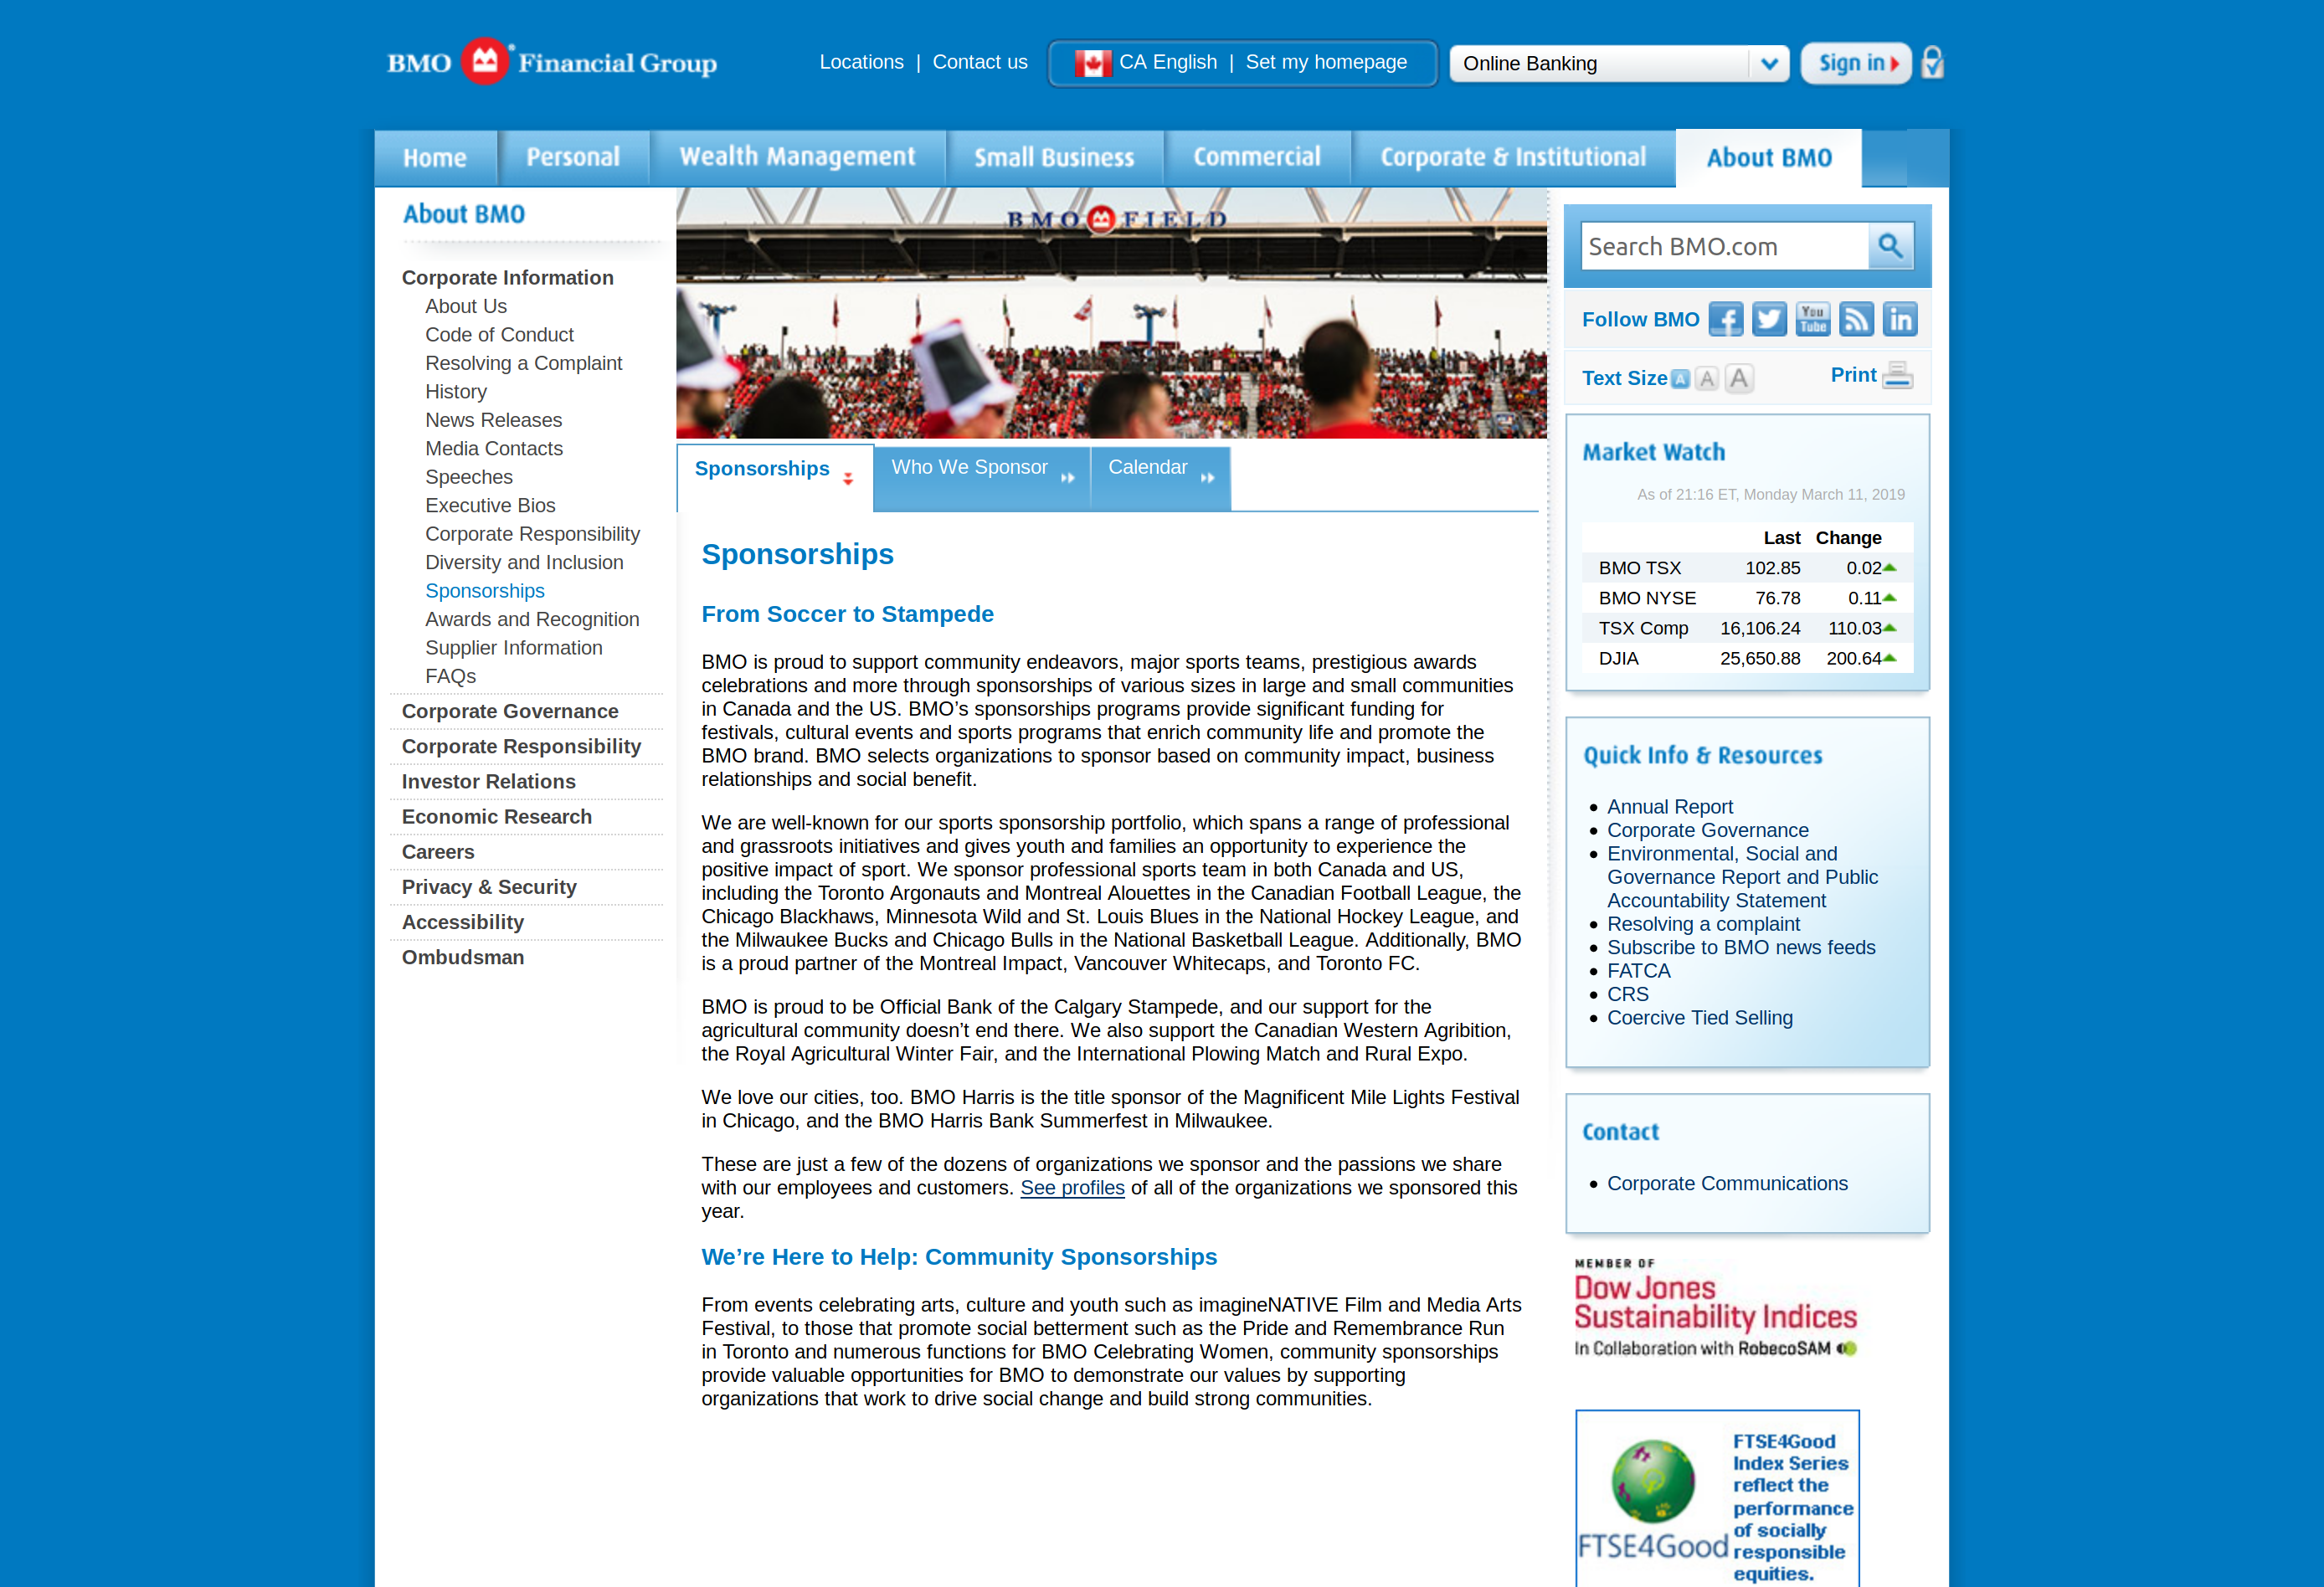 BMO Financial Group
Locations | Contact us
CA English | Set my homepage
Online Banking
Sign in
Home
Personal
Wealth Management
Small Business
Commercial
Corporate & Institutional
About BMO
About BMO
Corporate Information
About Us
Code of Conduct
Resolving a Complaint
History
News Releases
Media Contacts
Speeches
Executive Bios
Corporate Responsibility
Diversity and Inclusion
Sponsorships
Awards and Recognition
Supplier Information
FAQs
Corporate Governance
Corporate Responsibility
Investor Relations
Economic Research
Careers
Privacy & Security
Accessibility
Ombudsman
BMO FIELD
Sponsorships
Who We Sponsor
Calendar
Sponsorships
From Soccer to Stampede
BMO is proud to support community endeavors, major sports teams, prestigious awards
celebrations and more through sponsorships of various sizes in large and small communities
in Canada and the US. BMO’s sponsorships programs provide significant funding for
festivals, cultural events and sports programs that enrich community life and promote the
BMO brand. BMO selects organizations to sponsor based on community impact, business
relationships and social benefit.
We are well-known for our sports sponsorship portfolio, which spans a range of professional
and grassroots initiatives and gives youth and families an opportunity to experience the
positive impact of sport. We sponsor professional sports team in both Canada and US,
including the Toronto Argonauts and Montreal Alouettes in the Canadian Football League, the
Chicago Blackhaws, Minnesota Wild and St. Louis Blues in the National Hockey League, and
the Milwaukee Bucks and Chicago Bulls in the National Basketball League. Additionally, BMO
is a proud partner of the Montreal Impact, Vancouver Whitecaps, and Toronto FC.
BMO is proud to be Official Bank of the Calgary Stampede, and our support for the
agricultural community doesn’t end there. We also support the Canadian Western Agribition,
the Royal Agricultural Winter Fair, and the International Plowing Match and Rural Expo.
We love our cities, too. BMO Harris is the title sponsor of the Magnificent Mile Lights Festival
in Chicago, and the BMO Harris Bank Summerfest in Milwaukee.
These are just a few of the dozens of organizations we sponsor and the passions we share
with our employees and customers. See profiles of all of the organizations we sponsored this
year.
We’re Here to Help: Community Sponsorships
From events celebrating arts, culture and youth such as imagineNATIVE Film and Media Arts
Festival, to those that promote social betterment such as the Pride and Remembrance Run
in Toronto and numerous functions for BMO Celebrating Women, community sponsorships
provide valuable opportunities for BMO to demonstrate our values by supporting
organizations that work to drive social change and build strong communities.
Search BMO.com
Follow BMO
You Tube
in
Text Size A A A
Print
Market Watch
As of 21:16 ET, Monday March 11, 2019
Last Change
BMO TSX 102.85 0.02
BMO NYSE 76.78 0.11
TSX Comp 16,106.24 110.03
DJIA 25,650.88 200.64
Quick Info & Resources
Annual Report
Corporate Governance
Environmental, Social and
Governance Report and Public
Accountability Statement
Resolving a complaint
Subscribe to BMO news feeds
FATCA
CRS
Coercive Tied Selling
Contact
Corporate Communications
MEMBER OF
Dow Jones
Sustainability Indices
In Collaboration with RobecoSAM
FTSE4Good
FTSE4Good
Index Series
reflect the
performance
of socially
responsible
equities.